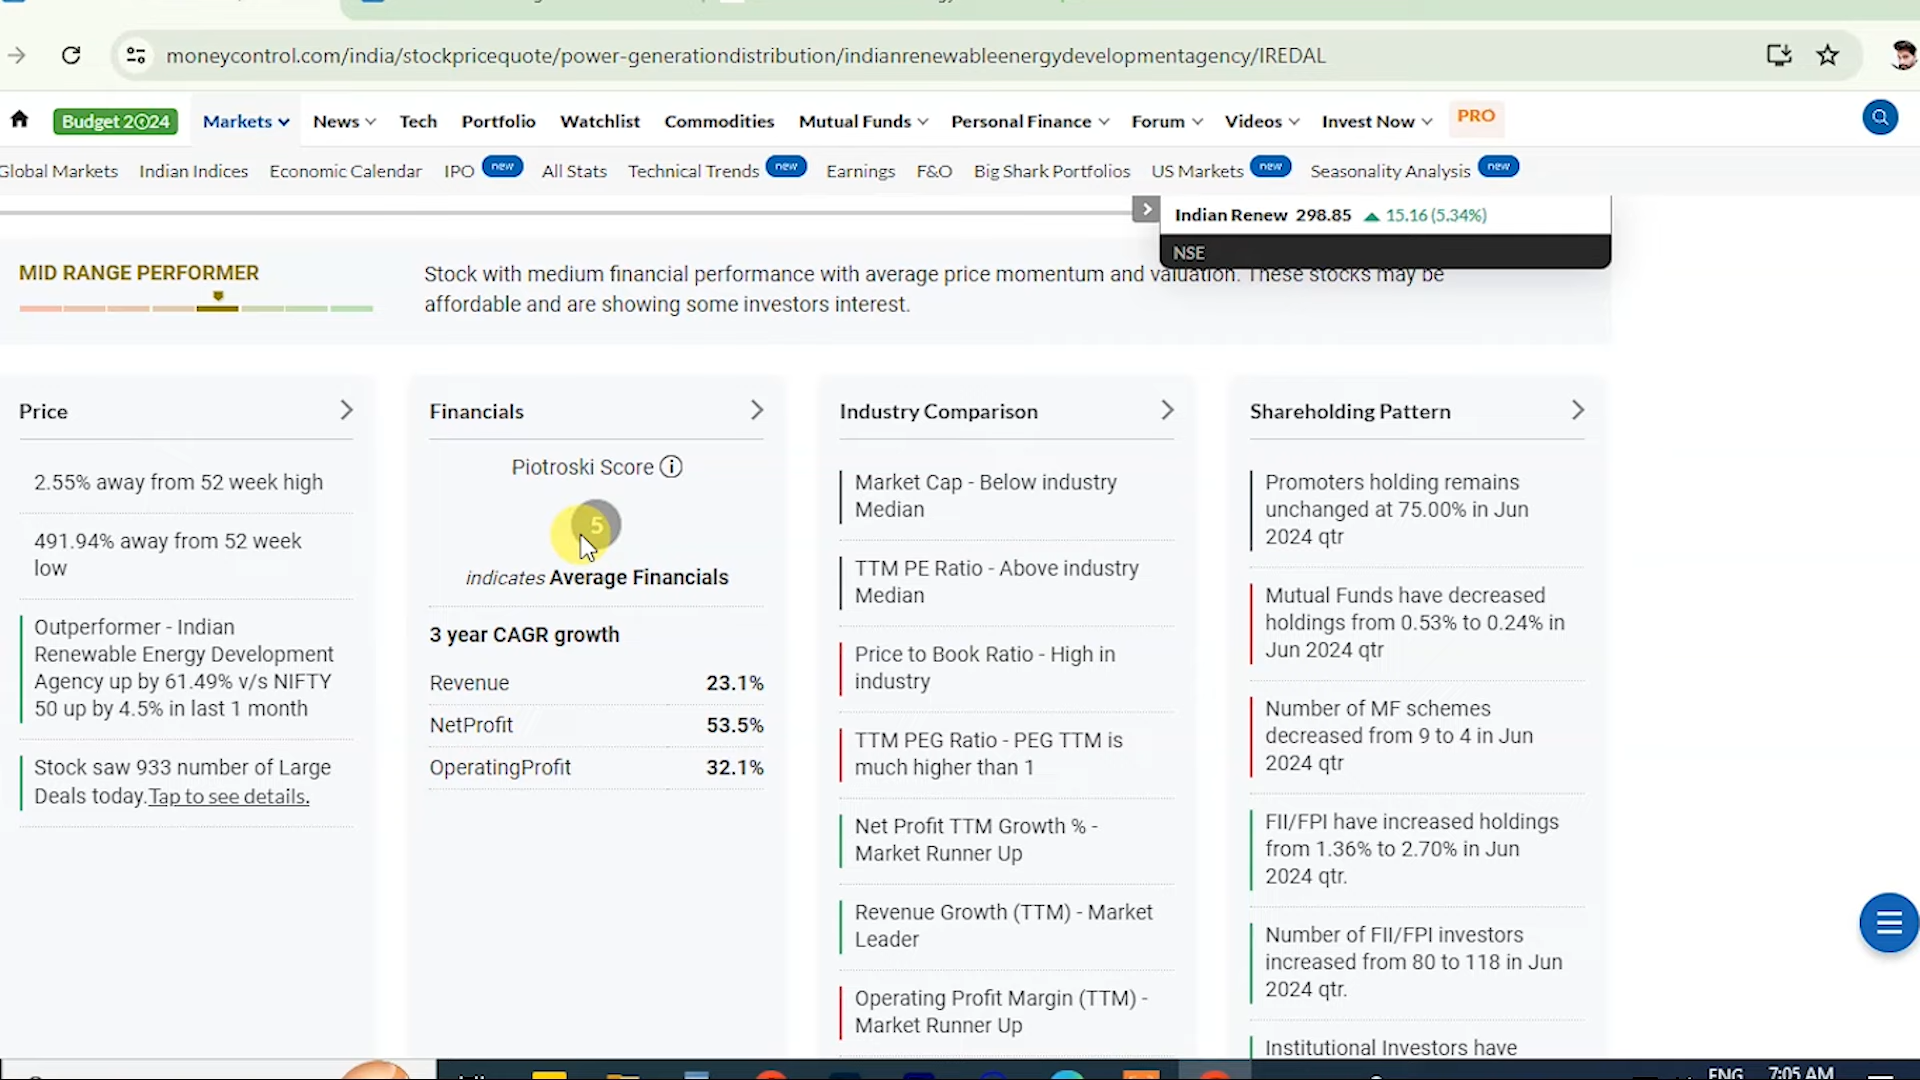 moneycontrol.com/india/stockpricequote/power-generationdistribution/indianrenewableenergydevelopmentagency/IREDAL
Budget 2024 Markets News Tech Portfolio Watchlist Commodities Mutual Funds Personal Finance Forum Videos Invest Now PRO
Global Markets Indian Indices Economic Calendar IPO new All Stats Technical Trends new Earnings F&O Big Shark Portfolios US Markets new Seasonality Analysis new
Indian Renew 298.85 ▲ 15.16 (5.34%)
NSE
MID RANGE PERFORMER
Stock with medium financial performance with average price momentum and valuation. These stocks may be
affordable and are showing some investors interest.
Price
2.55% away from 52 week high
491.94% away from 52 week
low
Outperformer - Indian
Renewable Energy Development
Agency up by 61.49% v/s NIFTY
50 up by 4.5% in last 1 month
Stock saw 933 number of Large
Deals today.Tap to see details.
Financials
Piotroski Score
5
indicates Average Financials
3 year CAGR growth
Revenue 23.1%
NetProfit 53.5%
OperatingProfit 32.1%
Industry Comparison
Market Cap - Below industry
Median
TTM PE Ratio - Above industry
Median
Price to Book Ratio - High in
industry
TTM PEG Ratio - PEG TTM is
much higher than 1
Net Profit TTM Growth % -
Market Runner Up
Revenue Growth (TTM) - Market
Leader
Operating Profit Margin (TTM) -
Market Runner Up
Shareholding Pattern
Promoters holding remains
unchanged at 75.00% in Jun
2024 qtr
Mutual Funds have decreased
holdings from 0.53% to 0.24% in
Jun 2024 qtr
Number of MF schemes
decreased from 9 to 4 in Jun
2024 qtr
FII/FPI have increased holdings
from 1.36% to 2.70% in Jun
2024 qtr.
Number of FII/FPI investors
increased from 80 to 118 in Jun
2024 qtr.
Institutional Investors have
ENG 7:05 AM